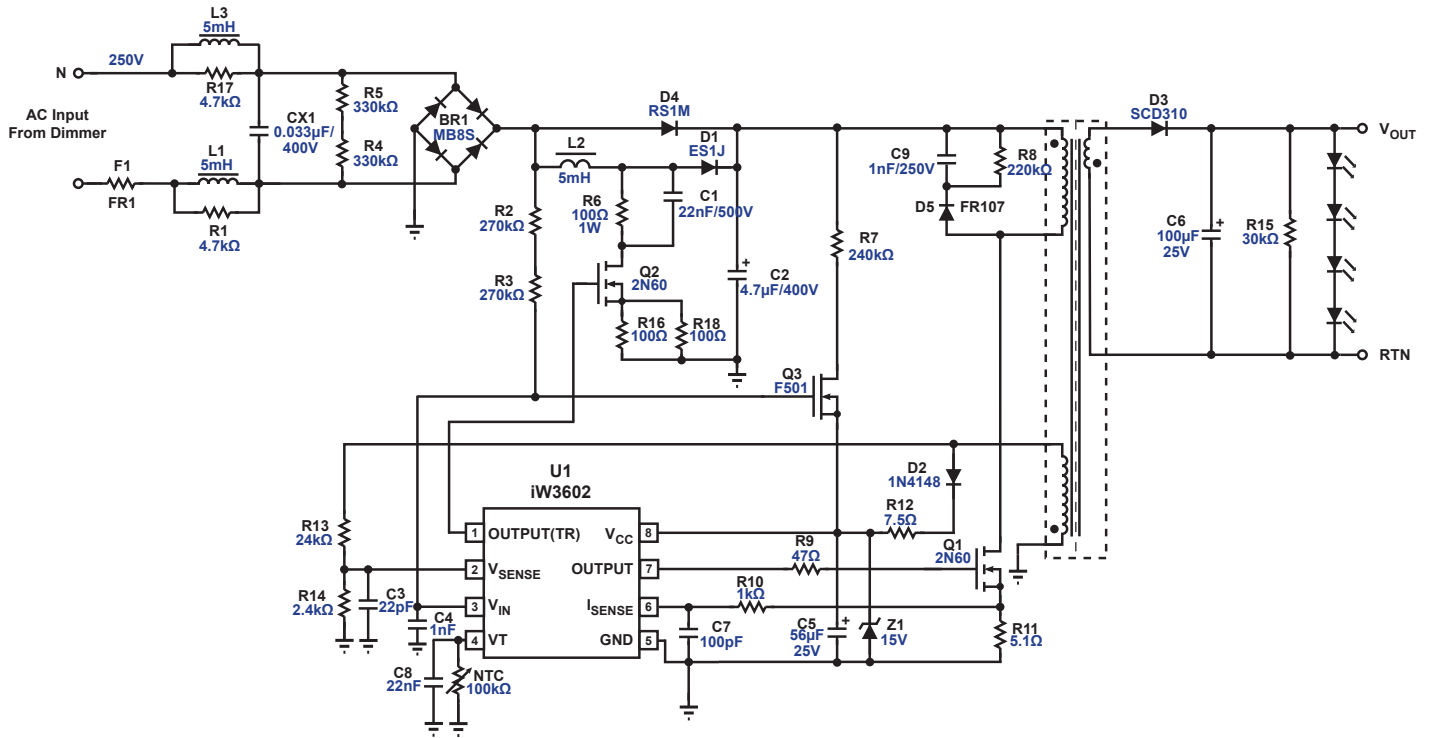 L3
5mH
250V
N
R17
4.7kΩ
AC Input
From Dimmer
CX1
0.033µF/
400V
R5
330kΩ
R4
330kΩ
F1
FR1
L1
5mH
R1
4.7kΩ
BR1
MB8S
D4
RS1M
L2
5mH
D1
ES1J
R6
100Ω
1W
C1
22nF/500V
R2
270kΩ
R3
270kΩ
Q2
2N60
R16
100Ω
R18
100Ω
+
C2
4.7µF/400V
R7
240kΩ
C9
1nF/250V
R8
220kΩ
D5
FR107
Q3
F501
D3
SCD310
C6
100µF
25V
+
R15
30kΩ
VOUT
RTN
U1
iW3602
1
OUTPUT(TR)
2
VSENSE
3
VIN
4
VT
VCC
8
OUTPUT
7
ISENSE
6
GND
5
R13
24kΩ
R14
2.4kΩ
C3
22pF
C4
1nF
C8
22nF
NTC
100kΩ
D2
1N4148
R12
7.5Ω
R9
47Ω
Q1
2N60
R10
1kΩ
C7
100pF
C5
56µF
25V
+
Z1
15V
R11
5.1Ω